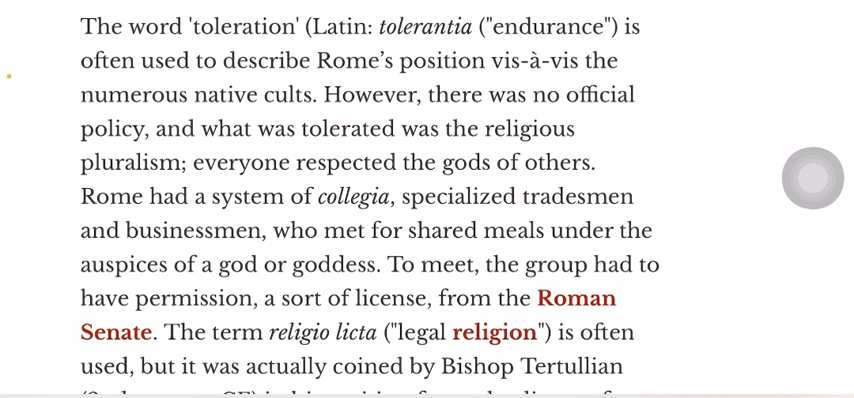 The word 'toleration' (Latin: tolerantia ("endurance") is
often used to describe Rome’s position vis-à-vis the
numerous native cults. However, there was no official
policy, and what was tolerated was the religious
pluralism; everyone respected the gods of others.
Rome had a system of collegia, specialized tradesmen
and businessmen, who met for shared meals under the
auspices of a god or goddess. To meet, the group had to
have permission, a sort of license, from the Roman
Senate. The term religio licta ("legal religion") is often
used, but it was actually coined by Bishop Tertullian